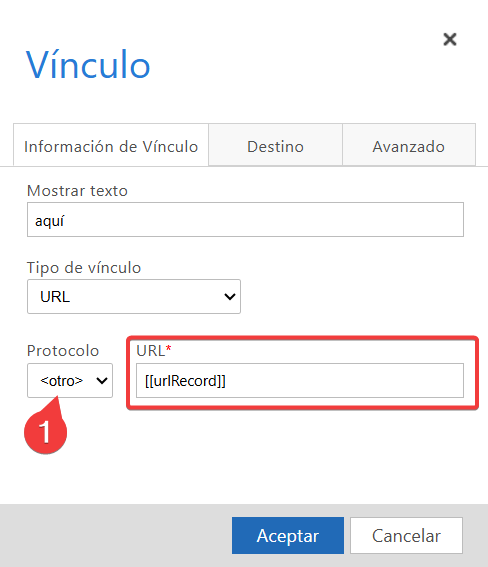 Vínculo
Información de Vínculo
Destino
Avanzado
Mostrar texto
aquí
Tipo de vínculo
URL
Protocolo
URL*
<otro>
[[urlRecord]]
1
Aceptar
Cancelar